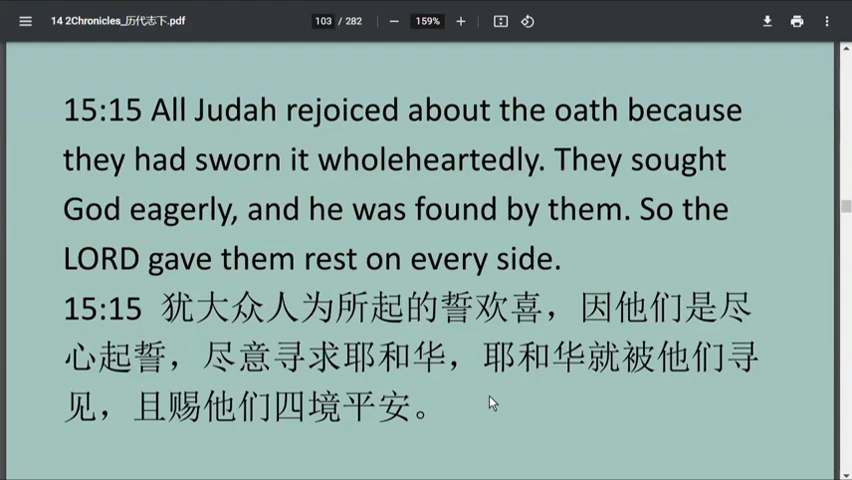 14 2Chronicles_历代志下.pdf
103 / 282
159%
15:15 All Judah rejoiced about the oath because
they had sworn it wholeheartedly. They sought
God eagerly, and he was found by them. So the
LORD gave them rest on every side.
15:15 犹大众人为所起的誓欢喜，因他们是尽
心起誓，尽意寻求耶和华，耶和华就被他们寻
见，且赐他们四境平安。